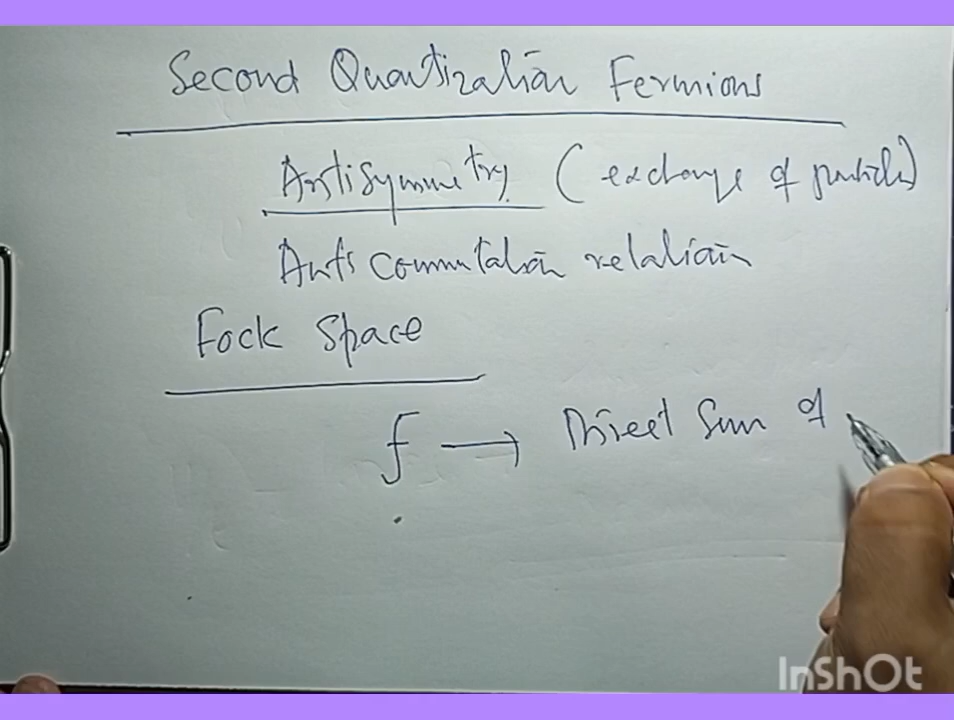 Second Quantization Fermions
Antisymmetry (exchange of particle)
Anti commutation relation
Fock Space
f → Direct Sum of
InShOt